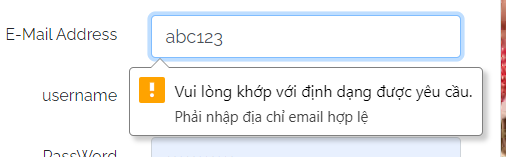 E-Mail Address
abc123
Vui lòng khớp với định dạng được yêu cầu.
username
Phải nhập địa chỉ email hợp lệ
PassWord